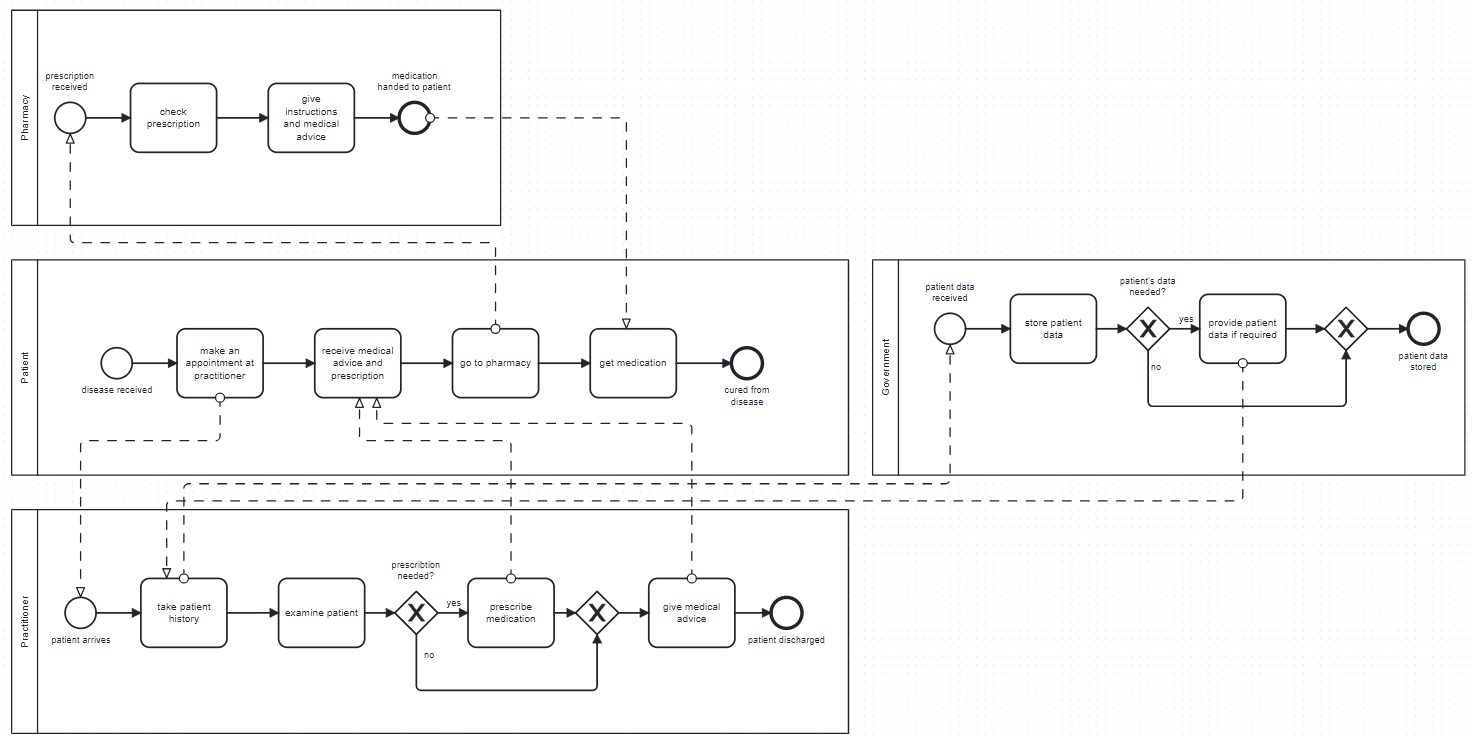 Pharmacy
prescription
received
check
prescription
give
instructions
and medical
advice
medication
handed to patient
Patient
disease received
make an
appointment at
practitioner
receive medical
advice and
prescription
go to pharmacy
get medication
cured from
disease
Government
patient data
received
store patient
data
patient's data
needed?
yes
no
provide patient
data if required
patient data
stored
Practitioner
patient arrives
take patient
history
examine patient
prescribtion
needed?
yes
no
prescribe
medication
give medical
advice
patient discharged